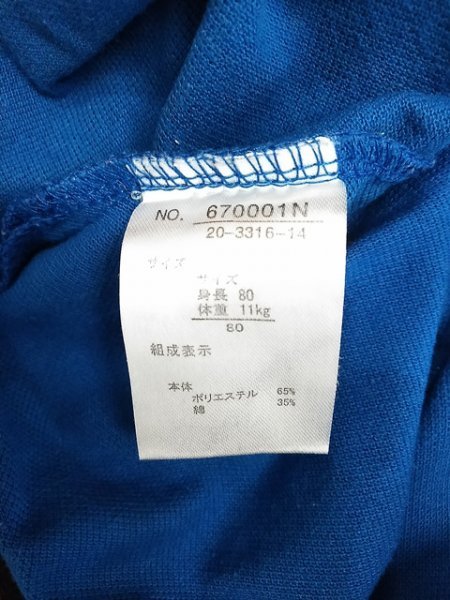 NO. 670001N
20-3316-14
サイズ
サイズ
身長 80
体重 11kg
80
組成表示
本体
ポリエステル 65%
綿 35%